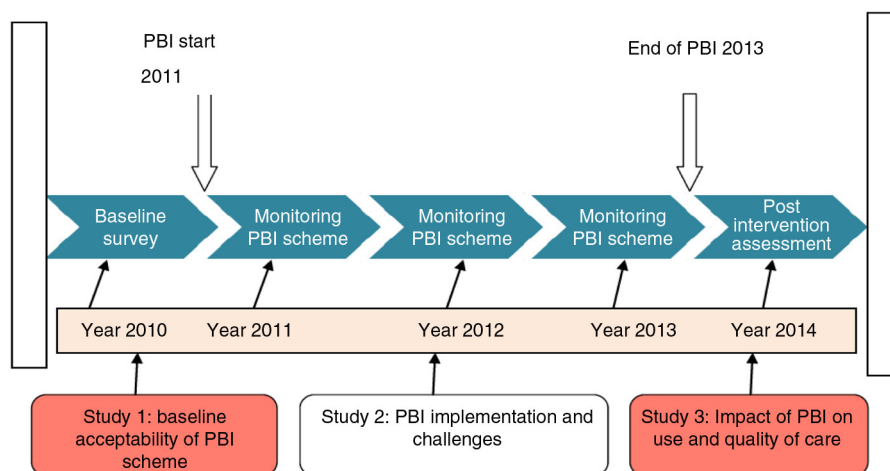 PBI start
2011
End of PBI 2013
Baseline
survey
Monitoring
PBI scheme
Monitoring
PBI scheme
Monitoring
PBI scheme
Post
intervention
assessment
Year 2010
Year 2011
Year 2012
Year 2013
Year 2014
Study 1: baseline
acceptability of PBI
scheme
Study 2: PBI implementation and
challenges
Study 3: Impact of PBI on
use and quality of care